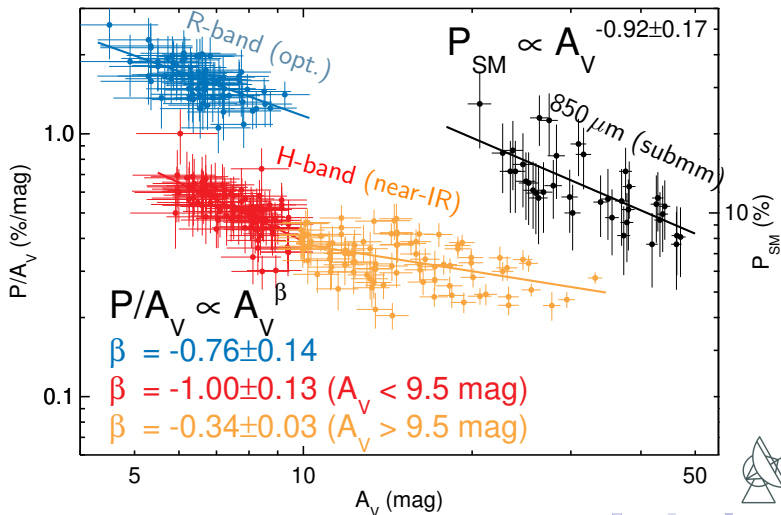 R-band (opt.)
P_SM ∝ A_V^-0.92±0.17
850 μm (submm)
H-band (near-IR)
P/A_V ∝ A_V^β
β = -0.76±0.14
β = -1.00±0.13 (A_V < 9.5 mag)
β = -0.34±0.03 (A_V > 9.5 mag)
P/A_V (%/mag)
1.0
0.1
10%
P_SM (%)
5
10
50
A_V (mag)